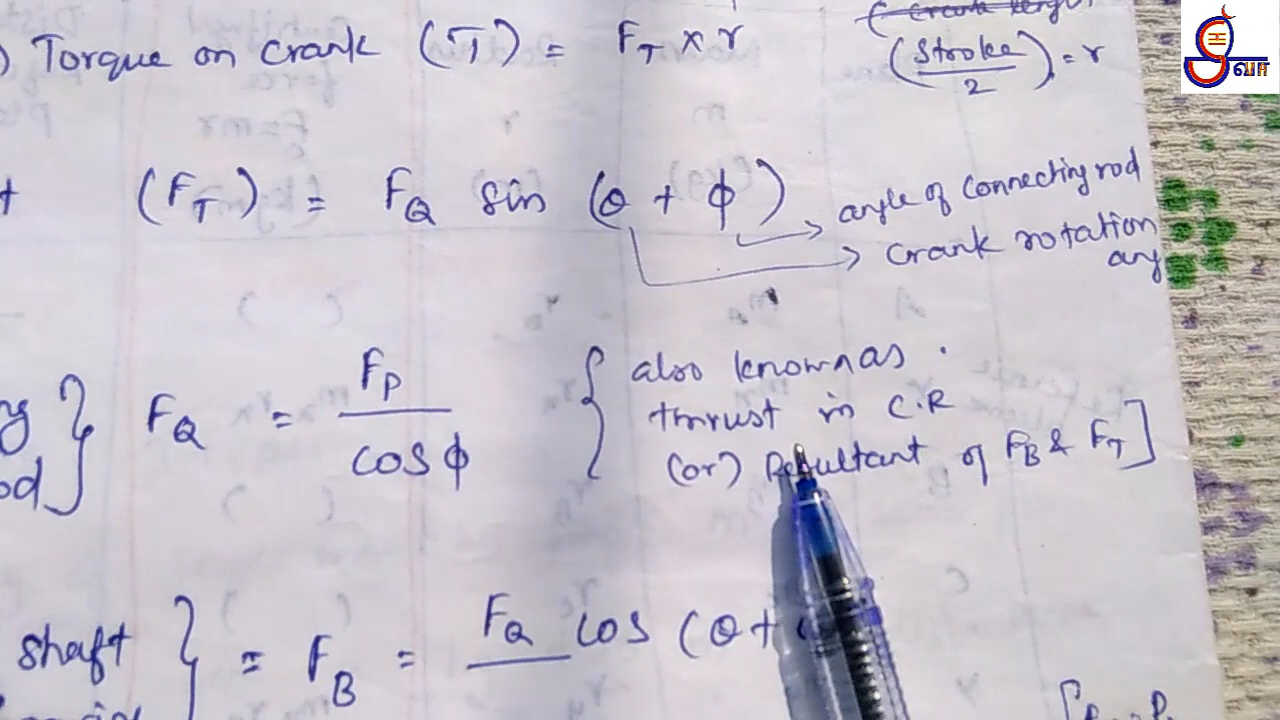 ) Torque on Crank (T) = F_T × r
(Stroke/2) = r
(F_T) = F_Q sin (θ + ϕ)
angle of Connecting rod
Crank rotation
ang
F_Q = F_P / cos ϕ
also known as
thrust in C.R
(or) Resultant of F_B & F_T]
od
shaft
= F_B = F_Q cos (θ +
வா